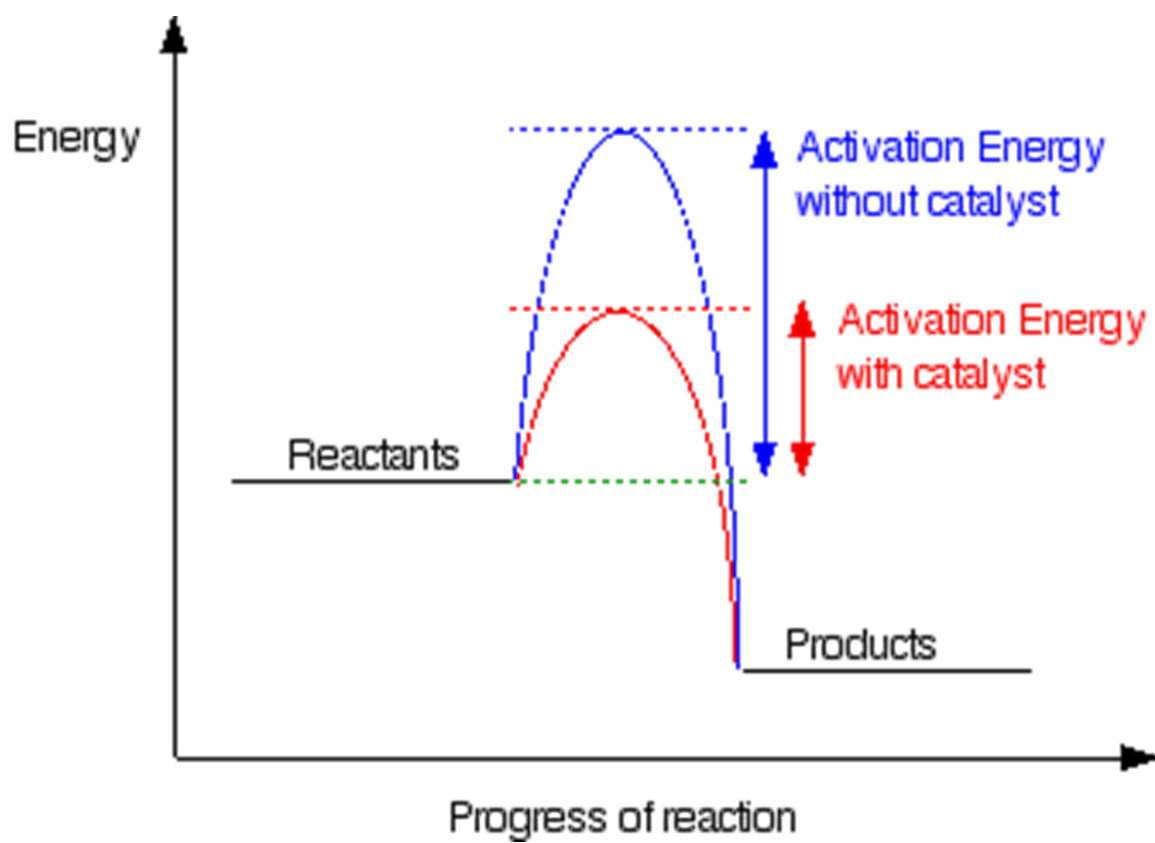 Energy
Activation Energy
without catalyst
Activation Energy
with catalyst
Reactants
Products
Progress of reaction